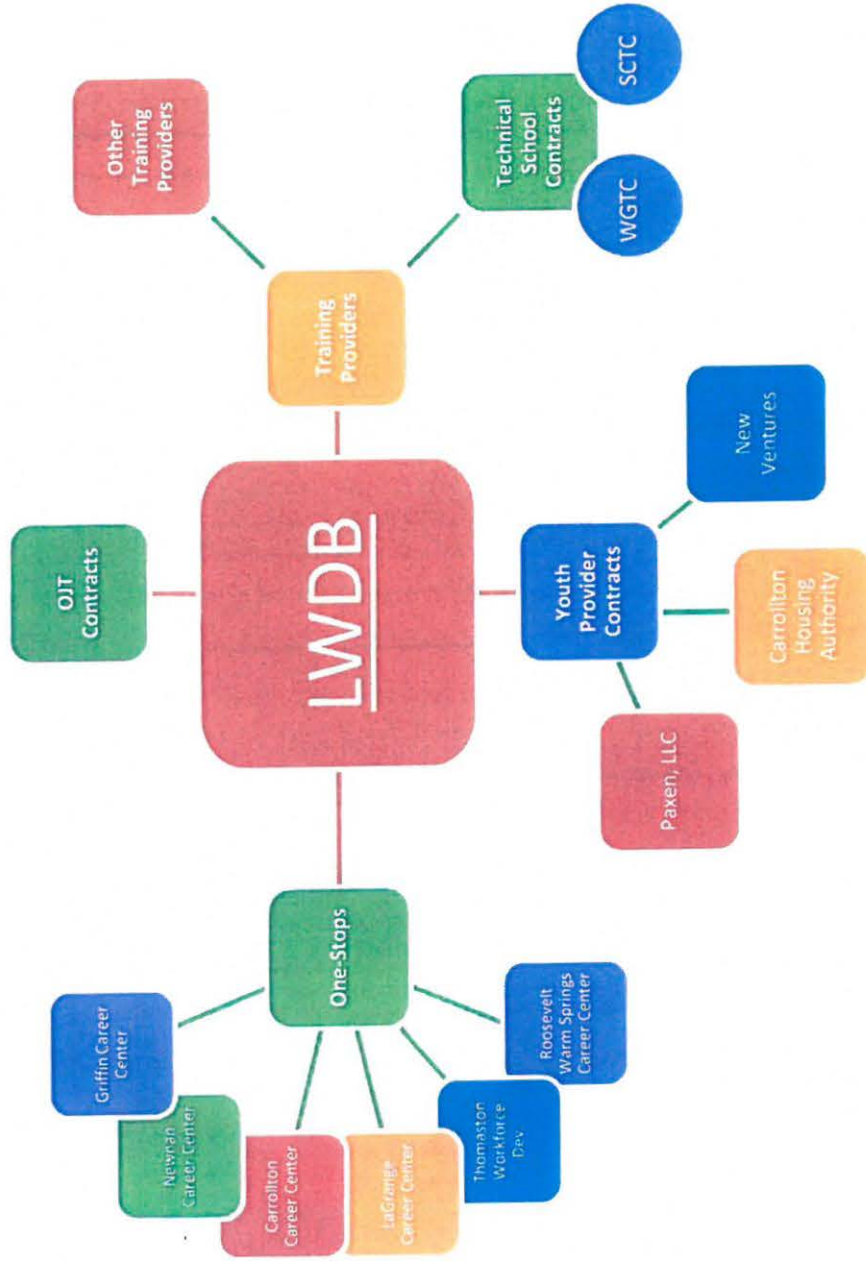 OJT
Contracts
LWDB
One-Stops
Griffin Career
Center
Newnan
Career Center
Carrollton
Career Center
LaGrange
Career Center
Thomaston
Workforce
Dev
Roosevelt
Warm Springs
Career Center
Training
Providers
Other
Training
Providers
Technical
School
Contracts
WGTC
SCTC
Youth
Provider
Contracts
Paxen, LLC
Carrollton
Housing
Authority
New
Ventures